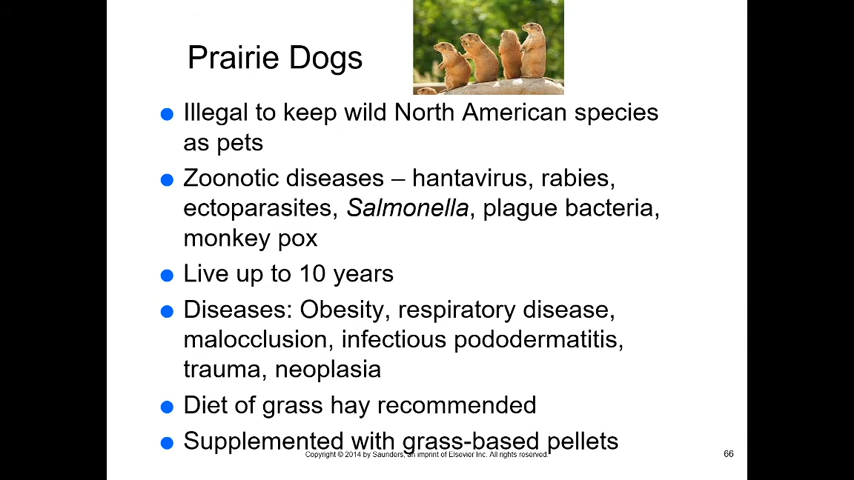 Prairie Dogs
Illegal to keep wild North American species
as pets
Zoonotic diseases – hantavirus, rabies,
ectoparasites, Salmonella, plague bacteria,
monkey pox
Live up to 10 years
Diseases: Obesity, respiratory disease,
malocclusion, infectious pododermatitis,
trauma, neoplasia
Diet of grass hay recommended
Supplemented with grass-based pellets
Copyright © 2014 by Saunders, an imprint of Elsevier Inc. All rights reserved.
66